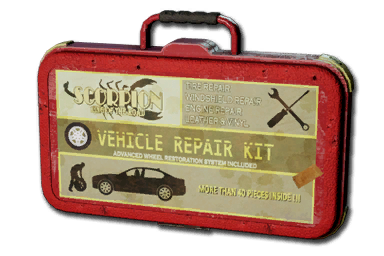 SCORPION
TIRE REPAIR
WINDSHIELD REPAIR
ENGINE REPAIR
LEATHER & VINYL
VEHICLE REPAIR KIT
ADVANCED WHEEL RESTORATION SYSTEM INCLUDED
MORE THAN 40 PIECES INSIDE !!!